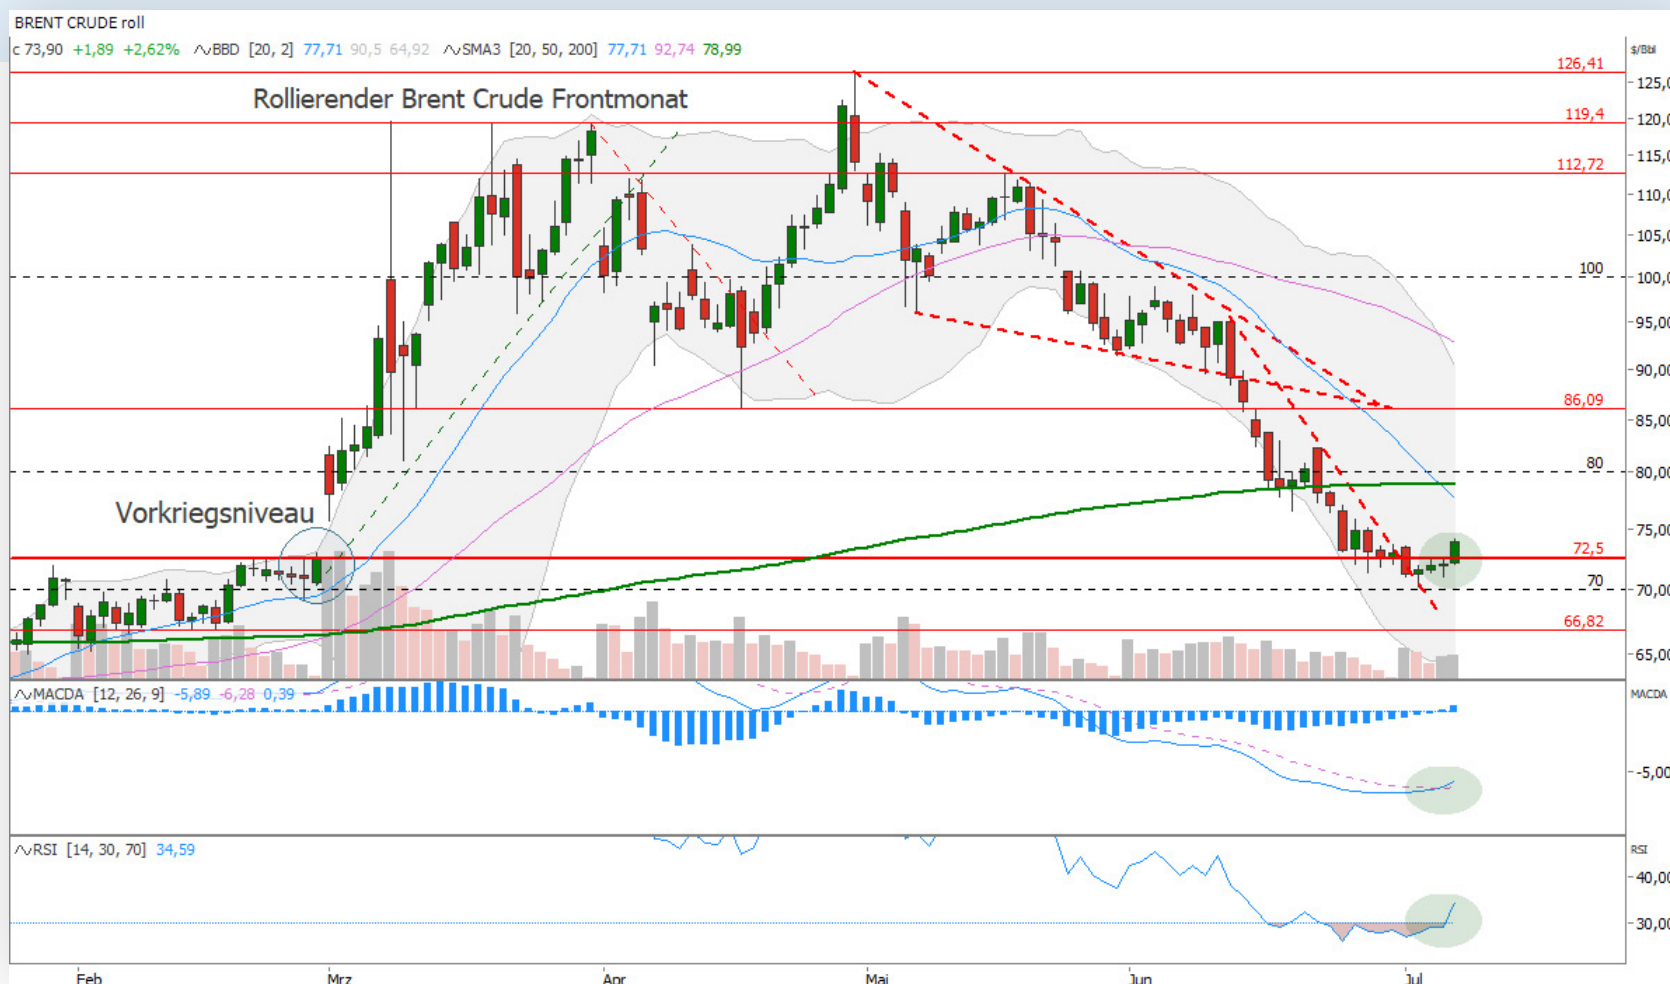 BRENT CRUDE roll
c 73,90 +1,89 +2,62% BBD [20, 2] 77,71 90,5 64,92 SMA3 [20, 50, 200] 77,71 92,74 78,99
$/Bbl
126,41
125,0
Rollierender Brent Crude Frontmonat
119,4
120,0
115,0
112,72
110,0
105,0
100
100,0
95,00
90,00
86,09
85,00
80
80,00
Vorkriegsniveau
75,00
72,5
70
70,00
66,82
65,00
MACDA [12, 26, 9] -5,89 -6,28 0,39
MACDA
-5,00
RSI [14, 30, 70] 34,59
RSI
40,00
30,00
Feb Mrz Apr Mai Jun Jul